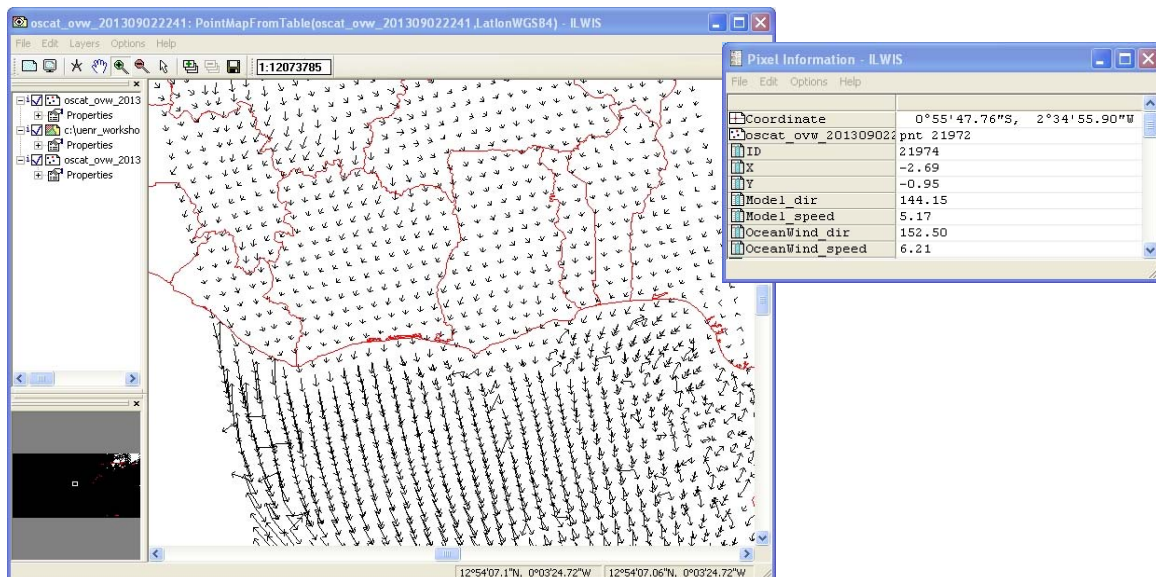 oscat_ovw_201309022241: PointMapFromTable(oscat_ovw_201309022241,LatlonWGS84) - ILWIS
File Edit Layers Options Help
1:12073785
oscat_ovw_2013
Properties
c:\uenr_worksho
Properties
oscat_ovw_2013
Properties
12°54'07.1"N, 0°03'24.72"W 12°54'07.06"N, 0°03'24.72"W
Pixel Information - ILWIS
File Edit Options Help
Coordinate 0°55'47.76"S, 2°34'55.90"W
oscat_ovw_201309022 pnt 21972
ID 21974
X -2.69
Y -0.95
Model_dir 144.15
Model_speed 5.17
OceanWind_dir 152.50
OceanWind_speed 6.21